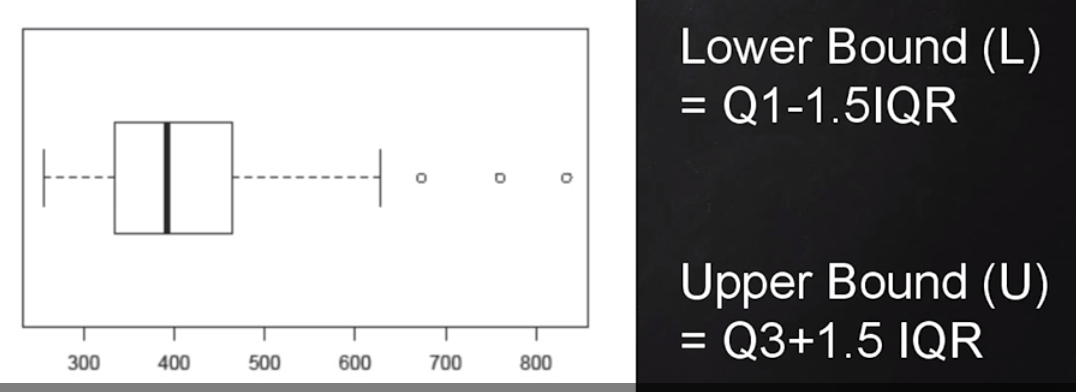 Lower Bound (L)
= Q1-1.5IQR
Upper Bound (U)
= Q3+1.5 IQR
300 400 500 600 700 800